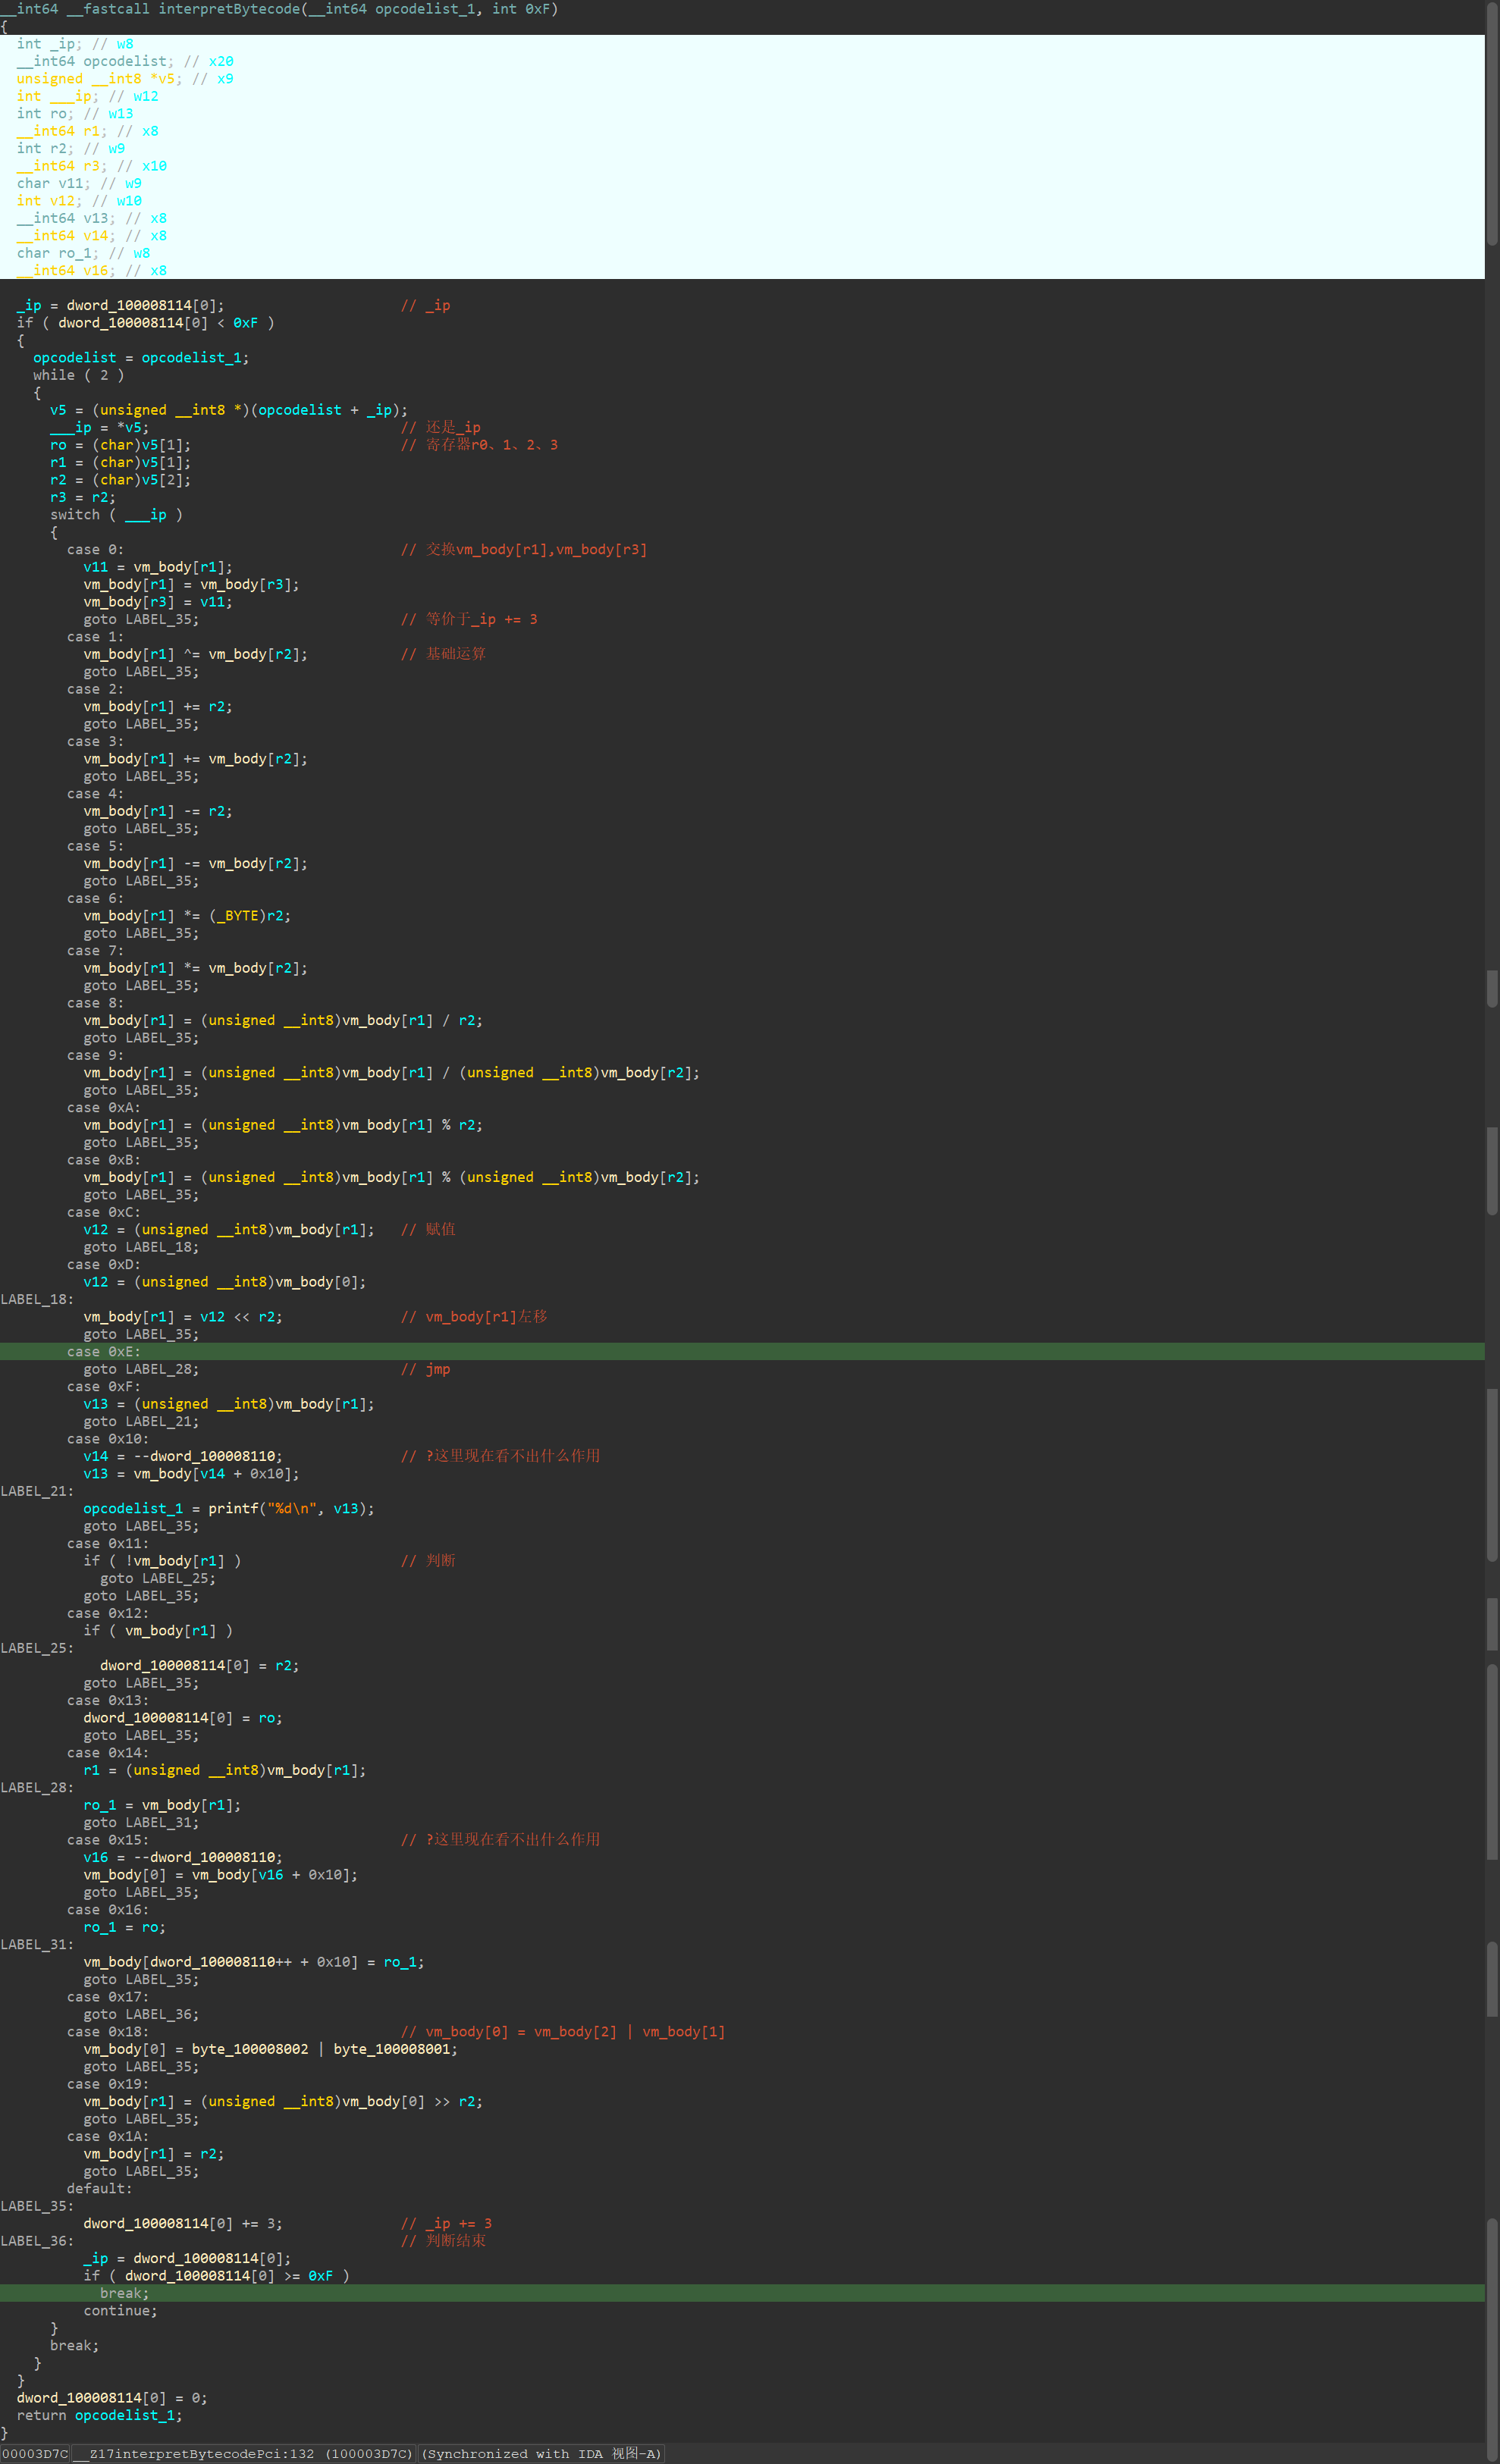 __int64 __fastcall interpretBytecode(__int64 opcodelist_1, int 0xF)
{
  int _ip; // w8
  __int64 opcodelist; // x20
  unsigned __int8 *v5; // x9
  int ___ip; // w12
  int ro; // w13
  __int64 r1; // x8
  int r2; // w9
  __int64 r3; // x10
  char v11; // w9
  int v12; // w10
  __int64 v13; // x8
  __int64 v14; // x8
  char ro_1; // w8
  __int64 v16; // x8
  _ip = dword_100008114[0]; // _ip
  if ( dword_100008114[0] < 0xF )
  {
    opcodelist = opcodelist_1;
    while ( 2 )
    {
      v5 = (unsigned __int8 *)(opcodelist + _ip);
      ___ip = *v5; // 还是_ip
      ro = (char)v5[1]; // 寄存器r0、1、2、3
      r1 = (char)v5[1];
      r2 = (char)v5[2];
      r3 = r2;
      switch ( ___ip )
      {
        case 0: // 交换vm_body[r1],vm_body[r3]
          v11 = vm_body[r1];
          vm_body[r1] = vm_body[r3];
          vm_body[r3] = v11;
          goto LABEL_35; // 等价于_ip += 3
        case 1:
          vm_body[r1] ^= vm_body[r2]; // 基础运算
          goto LABEL_35;
        case 2:
          vm_body[r1] += r2;
          goto LABEL_35;
        case 3:
          vm_body[r1] += vm_body[r2];
          goto LABEL_35;
        case 4:
          vm_body[r1] -= r2;
          goto LABEL_35;
        case 5:
          vm_body[r1] -= vm_body[r2];
          goto LABEL_35;
        case 6:
          vm_body[r1] *= (_BYTE)r2;
          goto LABEL_35;
        case 7:
          vm_body[r1] *= vm_body[r2];
          goto LABEL_35;
        case 8:
          vm_body[r1] = (unsigned __int8)vm_body[r1] / r2;
          goto LABEL_35;
        case 9:
          vm_body[r1] = (unsigned __int8)vm_body[r1] / (unsigned __int8)vm_body[r2];
          goto LABEL_35;
        case 0xA:
          vm_body[r1] = (unsigned __int8)vm_body[r1] % r2;
          goto LABEL_35;
        case 0xB:
          vm_body[r1] = (unsigned __int8)vm_body[r1] % (unsigned __int8)vm_body[r2];
          goto LABEL_35;
        case 0xC:
          v12 = (unsigned __int8)vm_body[r1]; // 赋值
          goto LABEL_18;
        case 0xD:
          v12 = (unsigned __int8)vm_body[0];
LABEL_18:
          vm_body[r1] = v12 << r2; // vm_body[r1]左移
          goto LABEL_35;
        case 0xE:
          goto LABEL_28; // jmp
        case 0xF:
          v13 = (unsigned __int8)vm_body[r1];
          goto LABEL_21;
        case 0x10:
          v14 = --dword_100008110; // ?这里现在看不出什么作用
          v13 = vm_body[v14 + 0x10];
LABEL_21:
          opcodelist_1 = printf("%d\n", v13);
          goto LABEL_35;
        case 0x11:
          if ( !vm_body[r1] ) // 判断
            goto LABEL_25;
          goto LABEL_35;
        case 0x12:
          if ( vm_body[r1] )
LABEL_25:
            dword_100008114[0] = r2;
          goto LABEL_35;
        case 0x13:
          dword_100008114[0] = ro;
          goto LABEL_35;
        case 0x14:
          r1 = (unsigned __int8)vm_body[r1];
LABEL_28:
          ro_1 = vm_body[r1];
          goto LABEL_31;
        case 0x15: // ?这里现在看不出什么作用
          v16 = --dword_100008110;
          vm_body[0] = vm_body[v16 + 0x10];
          goto LABEL_35;
        case 0x16:
          ro_1 = ro;
LABEL_31:
          vm_body[dword_100008110++ + 0x10] = ro_1;
          goto LABEL_35;
        case 0x17:
          goto LABEL_36;
        case 0x18: // vm_body[0] = vm_body[2] | vm_body[1]
          vm_body[0] = byte_100008002 | byte_100008001;
          goto LABEL_35;
        case 0x19:
          vm_body[r1] = (unsigned __int8)vm_body[0] >> r2;
          goto LABEL_35;
        case 0x1A:
          vm_body[r1] = r2;
          goto LABEL_35;
        default:
LABEL_35:
          dword_100008114[0] += 3; // _ip += 3
LABEL_36: // 判断结束
          _ip = dword_100008114[0];
          if ( dword_100008114[0] >= 0xF )
            break;
          continue;
      }
      break;
    }
  }
  dword_100008114[0] = 0;
  return opcodelist_1;
}
00003D7C __Z17interpretBytecodePci:132 (100003D7C) (Synchronized with IDA 视图-A)